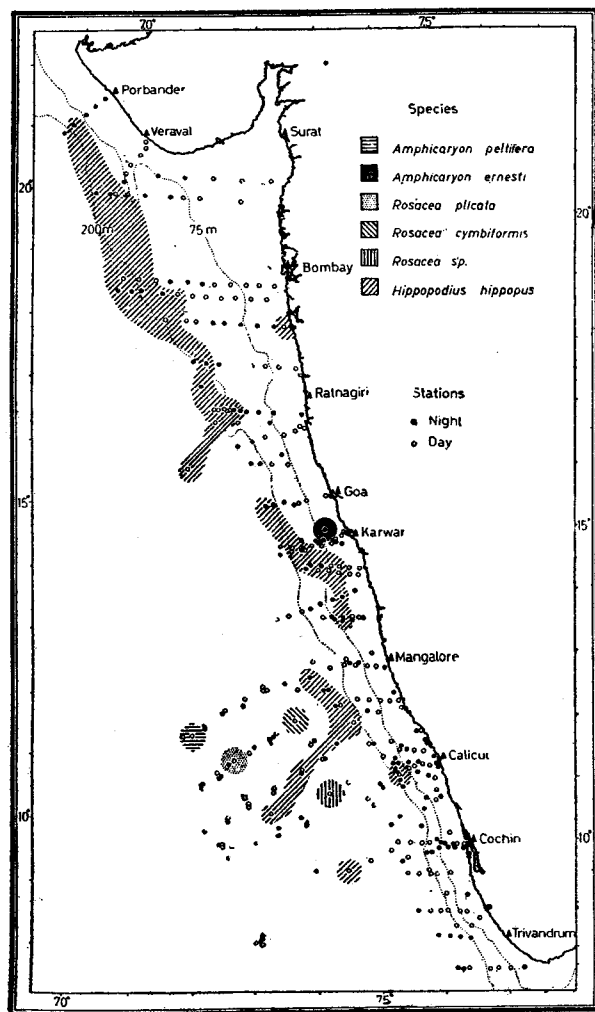 70°
75°
Porbander
Veraval
Surat
Species
Amphicaryon peltifera
Amphicaryon ernesti
Rosacea plicata
Rosacea cymbiformis
Rosacea sp.
Hippopodius hippopus
20°
20°
200m
75 m
Bombay
Ratnagiri
Stations
Night
Day
Goa
15°
15°
Karwar
Mangalore
Calicut
10°
10°
Cochin
Trivandrum
70°
75°